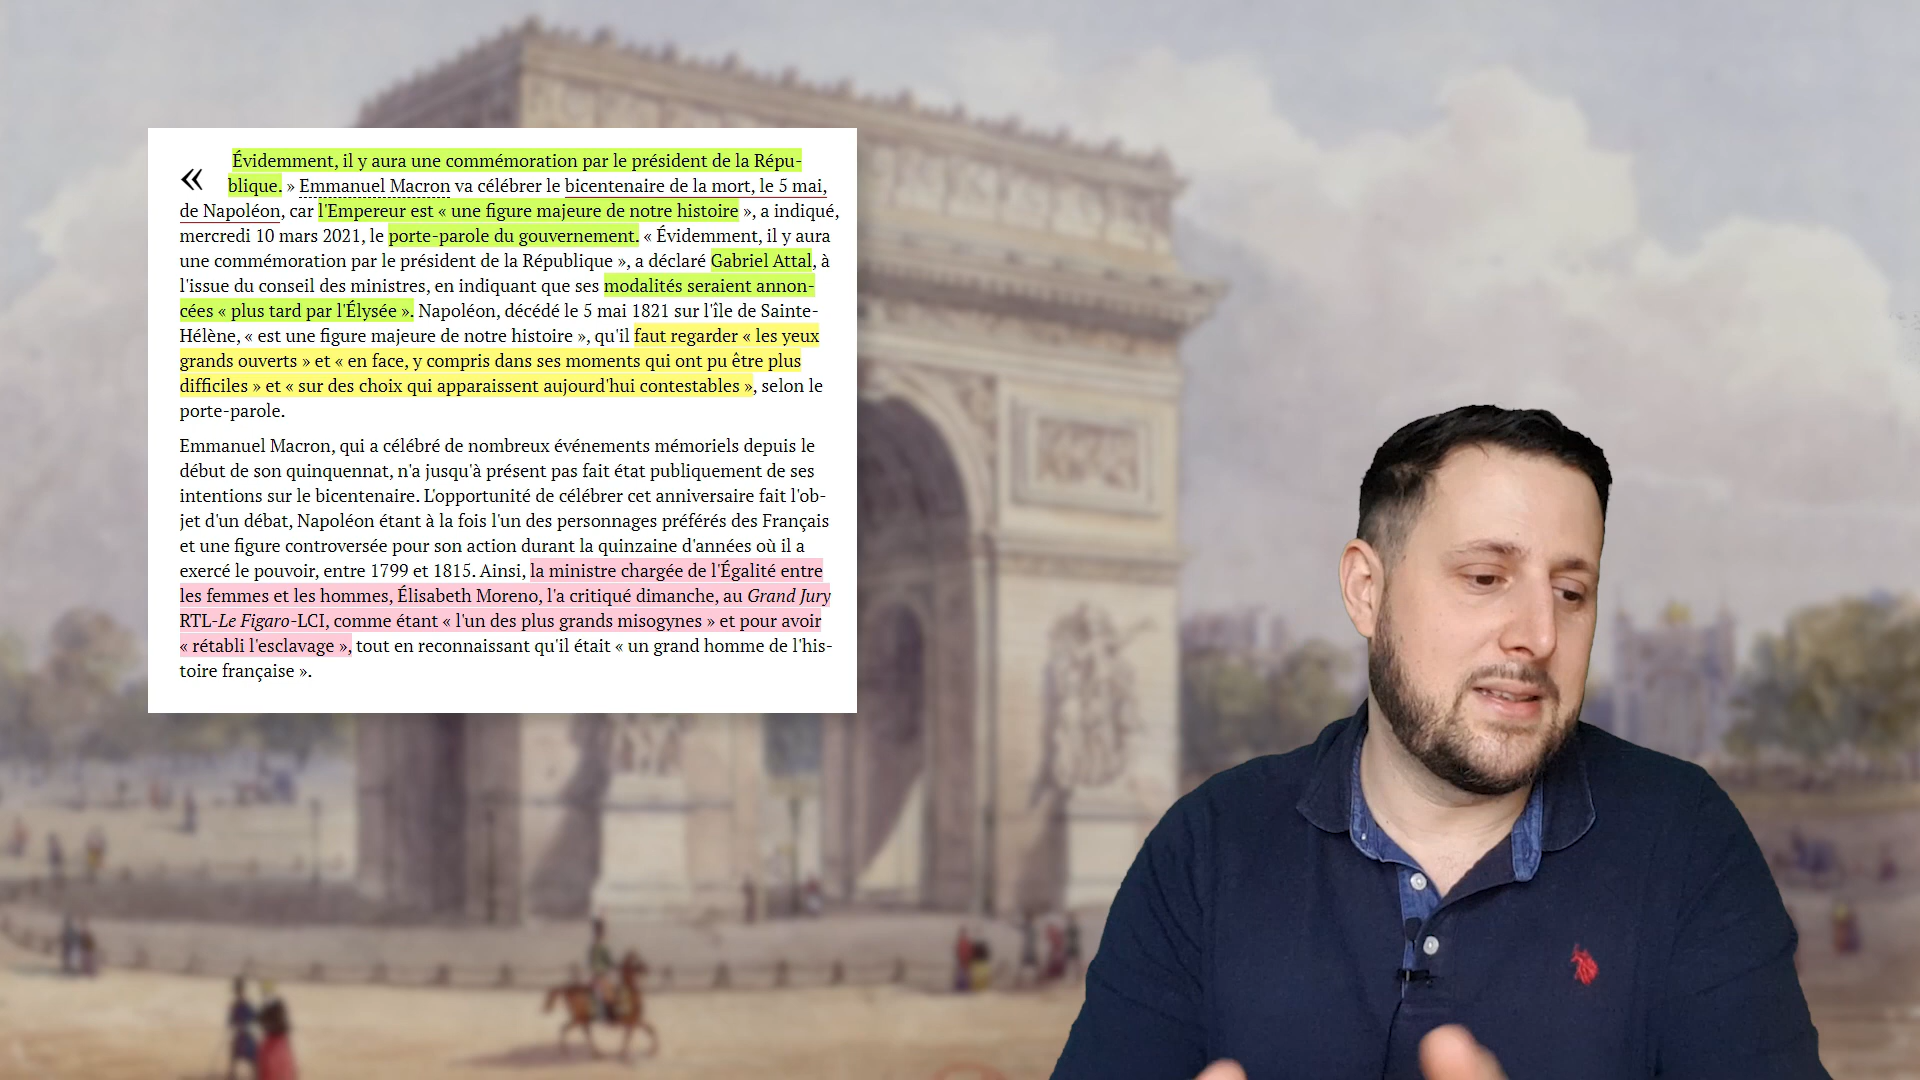 «
Évidemment, il y aura une commémoration par le président de la Répu-
blique. » Emmanuel Macron va célébrer le bicentenaire de la mort, le 5 mai,
de Napoléon, car l'Empereur est « une figure majeure de notre histoire », a indiqué,
mercredi 10 mars 2021, le porte-parole du gouvernement. « Évidemment, il y aura
une commémoration par le président de la République », a déclaré Gabriel Attal, à
l'issue du conseil des ministres, en indiquant que ses modalités seraient annon-
cées « plus tard par l'Élysée ». Napoléon, décédé le 5 mai 1821 sur l'île de Sainte-
Hélène, « est une figure majeure de notre histoire », qu'il faut regarder « les yeux
grands ouverts » et « en face, y compris dans ses moments qui ont pu être plus
difficiles » et « sur des choix qui apparaissent aujourd'hui contestables », selon le
porte-parole.
Emmanuel Macron, qui a célébré de nombreux événements mémoriels depuis le
début de son quinquennat, n'a jusqu'à présent pas fait état publiquement de ses
intentions sur le bicentenaire. L'opportunité de célébrer cet anniversaire fait l'ob-
jet d'un débat, Napoléon étant à la fois l'un des personnages préférés des Français
et une figure controversée pour son action durant la quinzaine d'années où il a
exercé le pouvoir, entre 1799 et 1815. Ainsi, la ministre chargée de l'Égalité entre
les femmes et les hommes, Élisabeth Moreno, l'a critiqué dimanche, au Grand Jury
RTL-Le Figaro-LCI, comme étant « l'un des plus grands misogynes » et pour avoir
« rétabli l'esclavage », tout en reconnaissant qu'il était « un grand homme de l'his-
toire française ».